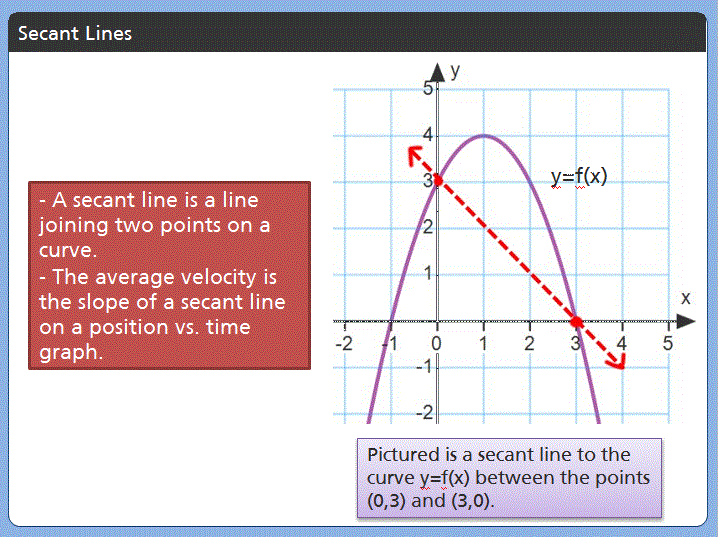 Secant Lines
- A secant line is a line
joining two points on a
curve.
- The average velocity is
the slope of a secant line
on a position vs. time
graph.
y
5
4
3
2
1
-1
-2
y=f(x)
x
-2 -1 0 1 2 3 4 5
Pictured is a secant line to the
curve y=f(x) between the points
(0,3) and (3,0).